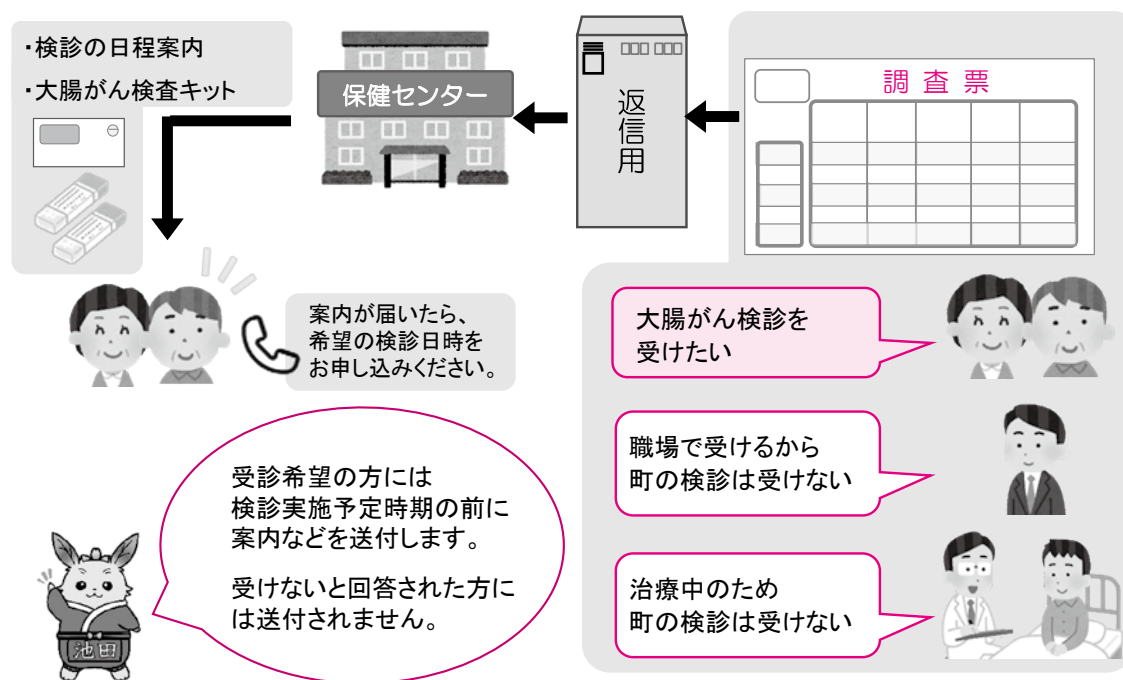 ・検診の日程案内
・大腸がん検査キット
保健センター
返信用
調査票
案内が届いたら、
希望の検診日時を
お申し込みください。
大腸がん検診を
受けたい
職場で受けるから
町の検診は受けない
治療中のため
町の検診は受けない
受診希望の方には
検診実施予定時期の前に
案内などを送付します。
受けないと回答された方に
は送付されません。
池田